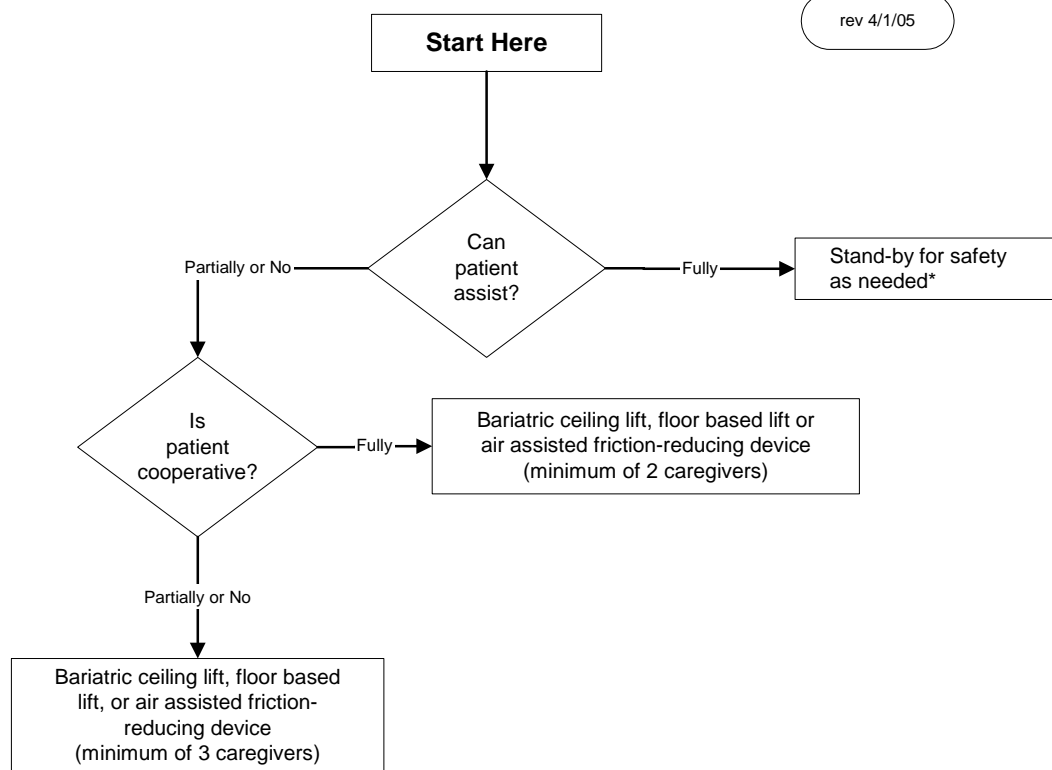 rev 4/1/05
Start Here
Can
patient
assist?
Partially or No
Fully
Stand-by for safety
as needed*
Is
patient
cooperative?
Fully
Bariatric ceiling lift, floor based lift or
air assisted friction-reducing device
(minimum of 2 caregivers)
Partially or No
Bariatric ceiling lift, floor based
lift, or air assisted friction-
reducing device
(minimum of 3 caregivers)